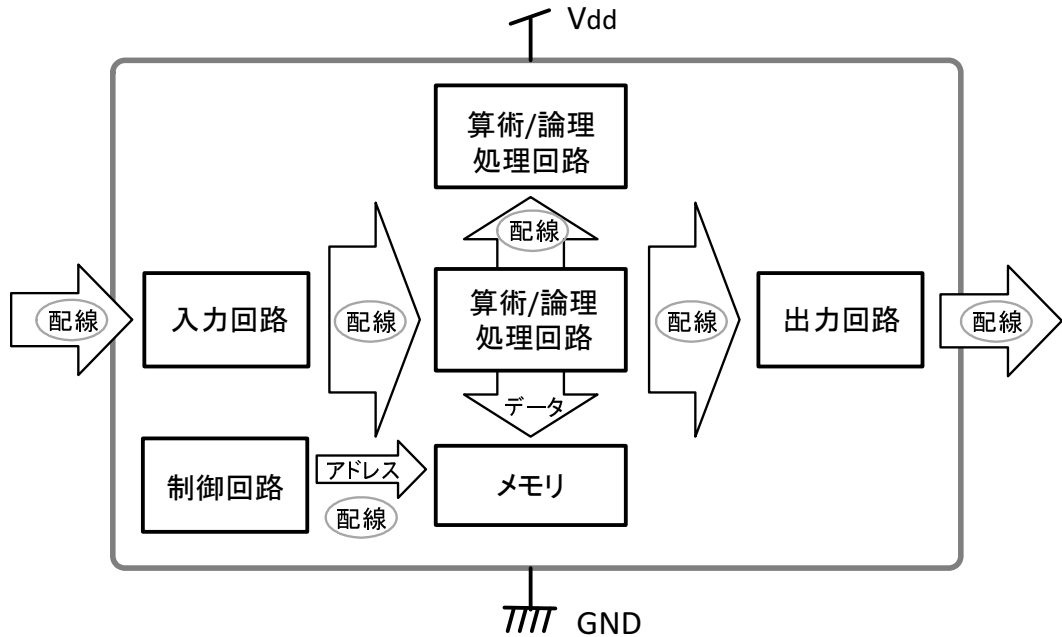 Vdd
算術/論理
処理回路
配線
配線
入力回路
配線
算術/論理
処理回路
配線
出力回路
配線
データ
制御回路
アドレス
配線
メモリ
GND